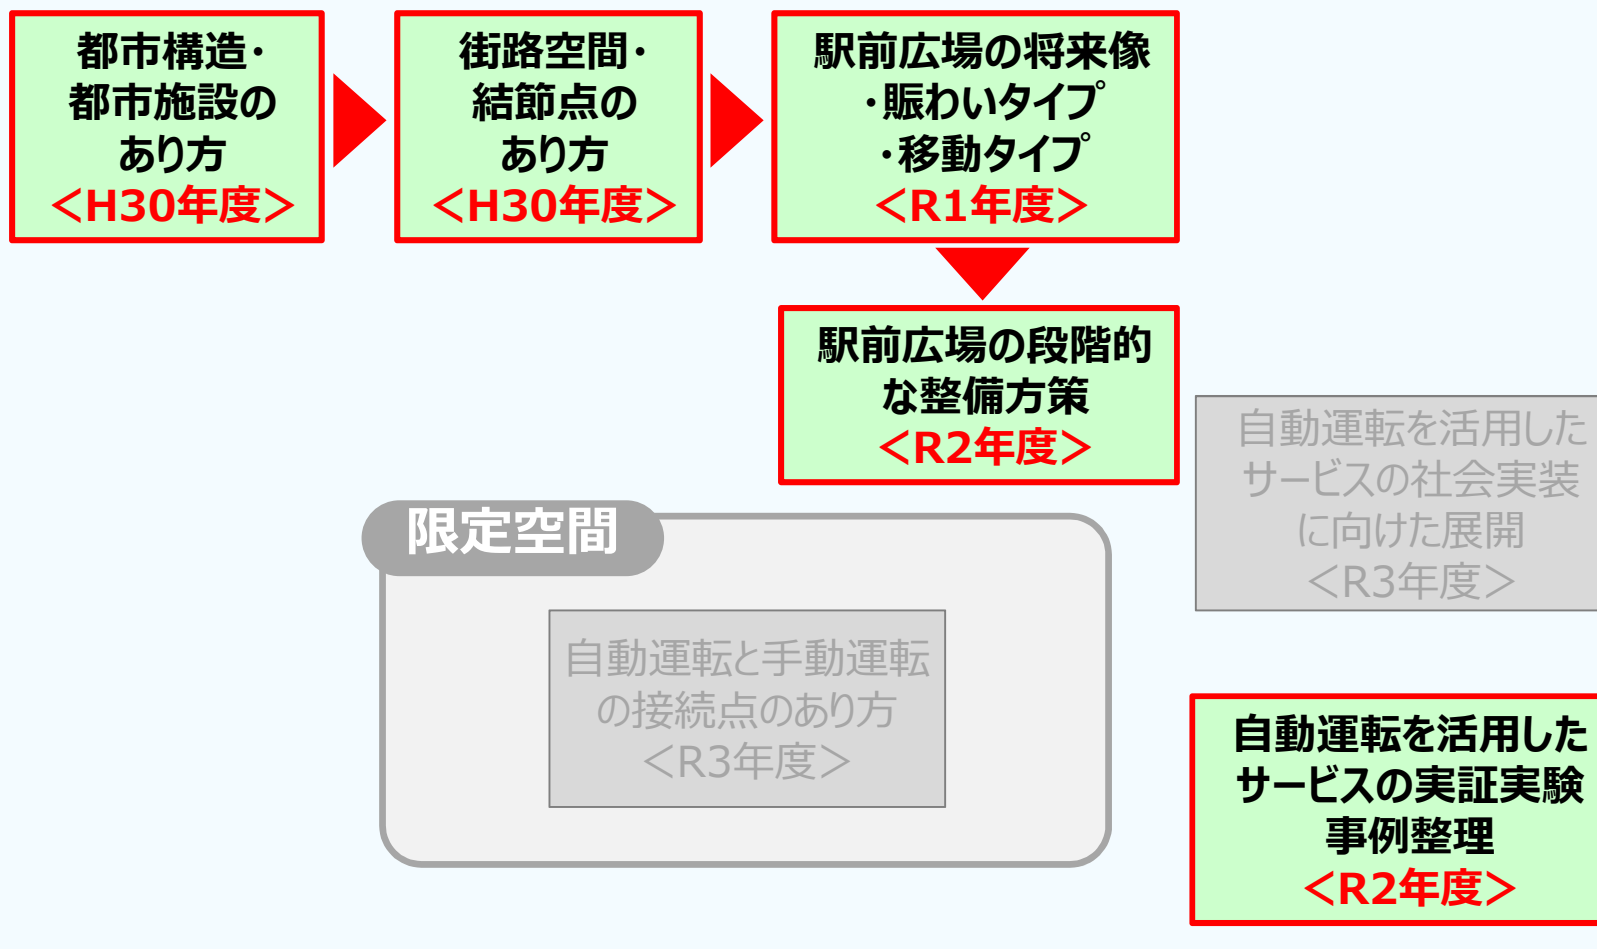 都市構造・
都市施設の
あり方
＜H30年度＞
街路空間・
結節点の
あり方
＜H30年度＞
駅前広場の将来像
・賑わいタイプ
・移動タイプ
＜R1年度＞
駅前広場の段階的
な整備方策
＜R2年度＞
自動運転を活用した
サービスの社会実装
に向けた展開
＜R3年度＞
限定空間
自動運転と手動運転
の接続点のあり方
＜R3年度＞
自動運転を活用した
サービスの実証実験
事例整理
＜R2年度＞